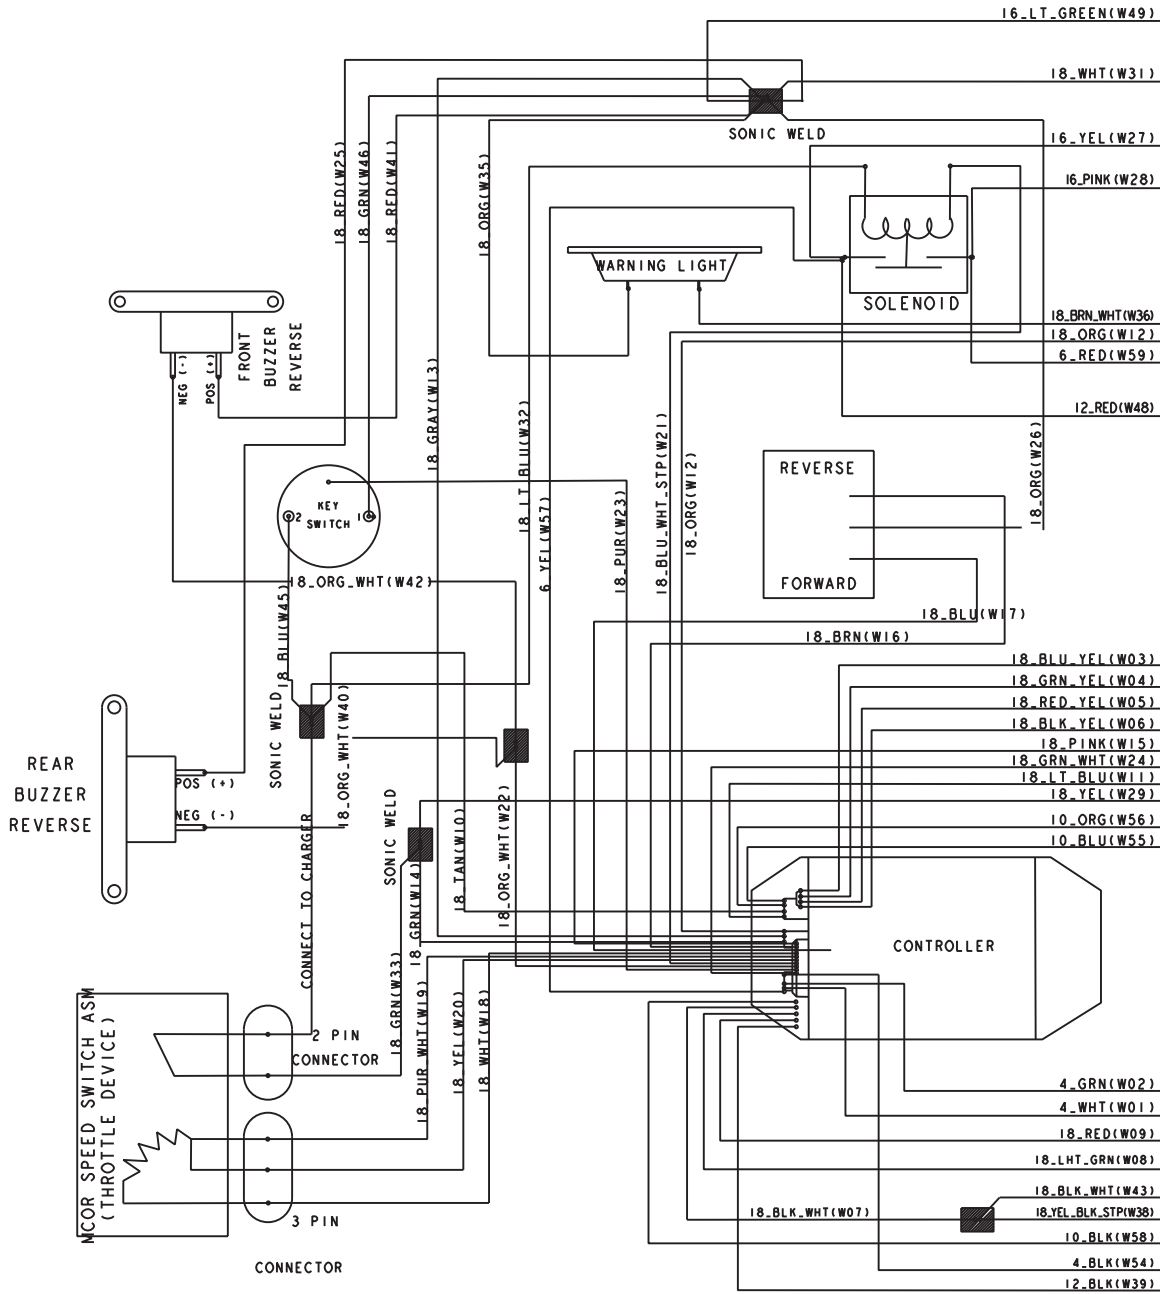 16_LT_GREEN(W49)
18_WHT(W31)
SONIC WELD
16_YEL(W27)
16_PINK(W28)
18_RED(W25)
18_GRN(W46)
18_RED(W41)
18_ORG(W35)
WARNING LIGHT
SOLENOID
18_BRN_WHT(W36)
18_ORG(W12)
6_RED(W59)
12_RED(W48)
FRONT
BUZZER
REVERSE
NEG (-)
POS (+)
18_GRAY(W13)
18_LT_BLU(W32)
6_YEL(W57)
18_PUR(W23)
18_BLU_WHT_STP(W21)
18_ORG(W12)
18_ORG(W26)
REVERSE
FORWARD
KEY
SWITCH
2
1
18_ORG_WHT(W42)
18_BLU(W45)
18_BLU(W17)
18_BRN(W16)
18_BLU_YEL(W03)
18_GRN_YEL(W04)
18_RED_YEL(W05)
18_BLK_YEL(W06)
18_PINK(W15)
18_GRN_WHT(W24)
18_LT_BLU(W11)
18_YEL(W29)
10_ORG(W56)
10_BLU(W55)
SONIC WELD
18_ORG_WHT(W40)
REAR
BUZZER
REVERSE
POS (+)
NEG (-)
CONNECT TO CHARGER
SONIC WELD
18_GRN(W14)
18_TAN(W10)
18_ORG_WHT(W22)
CONTROLLER
18_GRN(W33)
18_PUR_WHT(W19)
18_YEL(W20)
18_WHT(W18)
MCOR SPEED SWITCH ASM
(THROTTLE DEVICE)
2 PIN
CONNECTOR
3 PIN
CONNECTOR
4_GRN(W02)
4_WHT(W01)
18_RED(W09)
18_LHT_GRN(W08)
18_BLK_WHT(W43)
18_BLK_WHT(W07)
18_YEL_BLK_STP(W38)
10_BLK(W58)
4_BLK(W54)
12_BLK(W39)